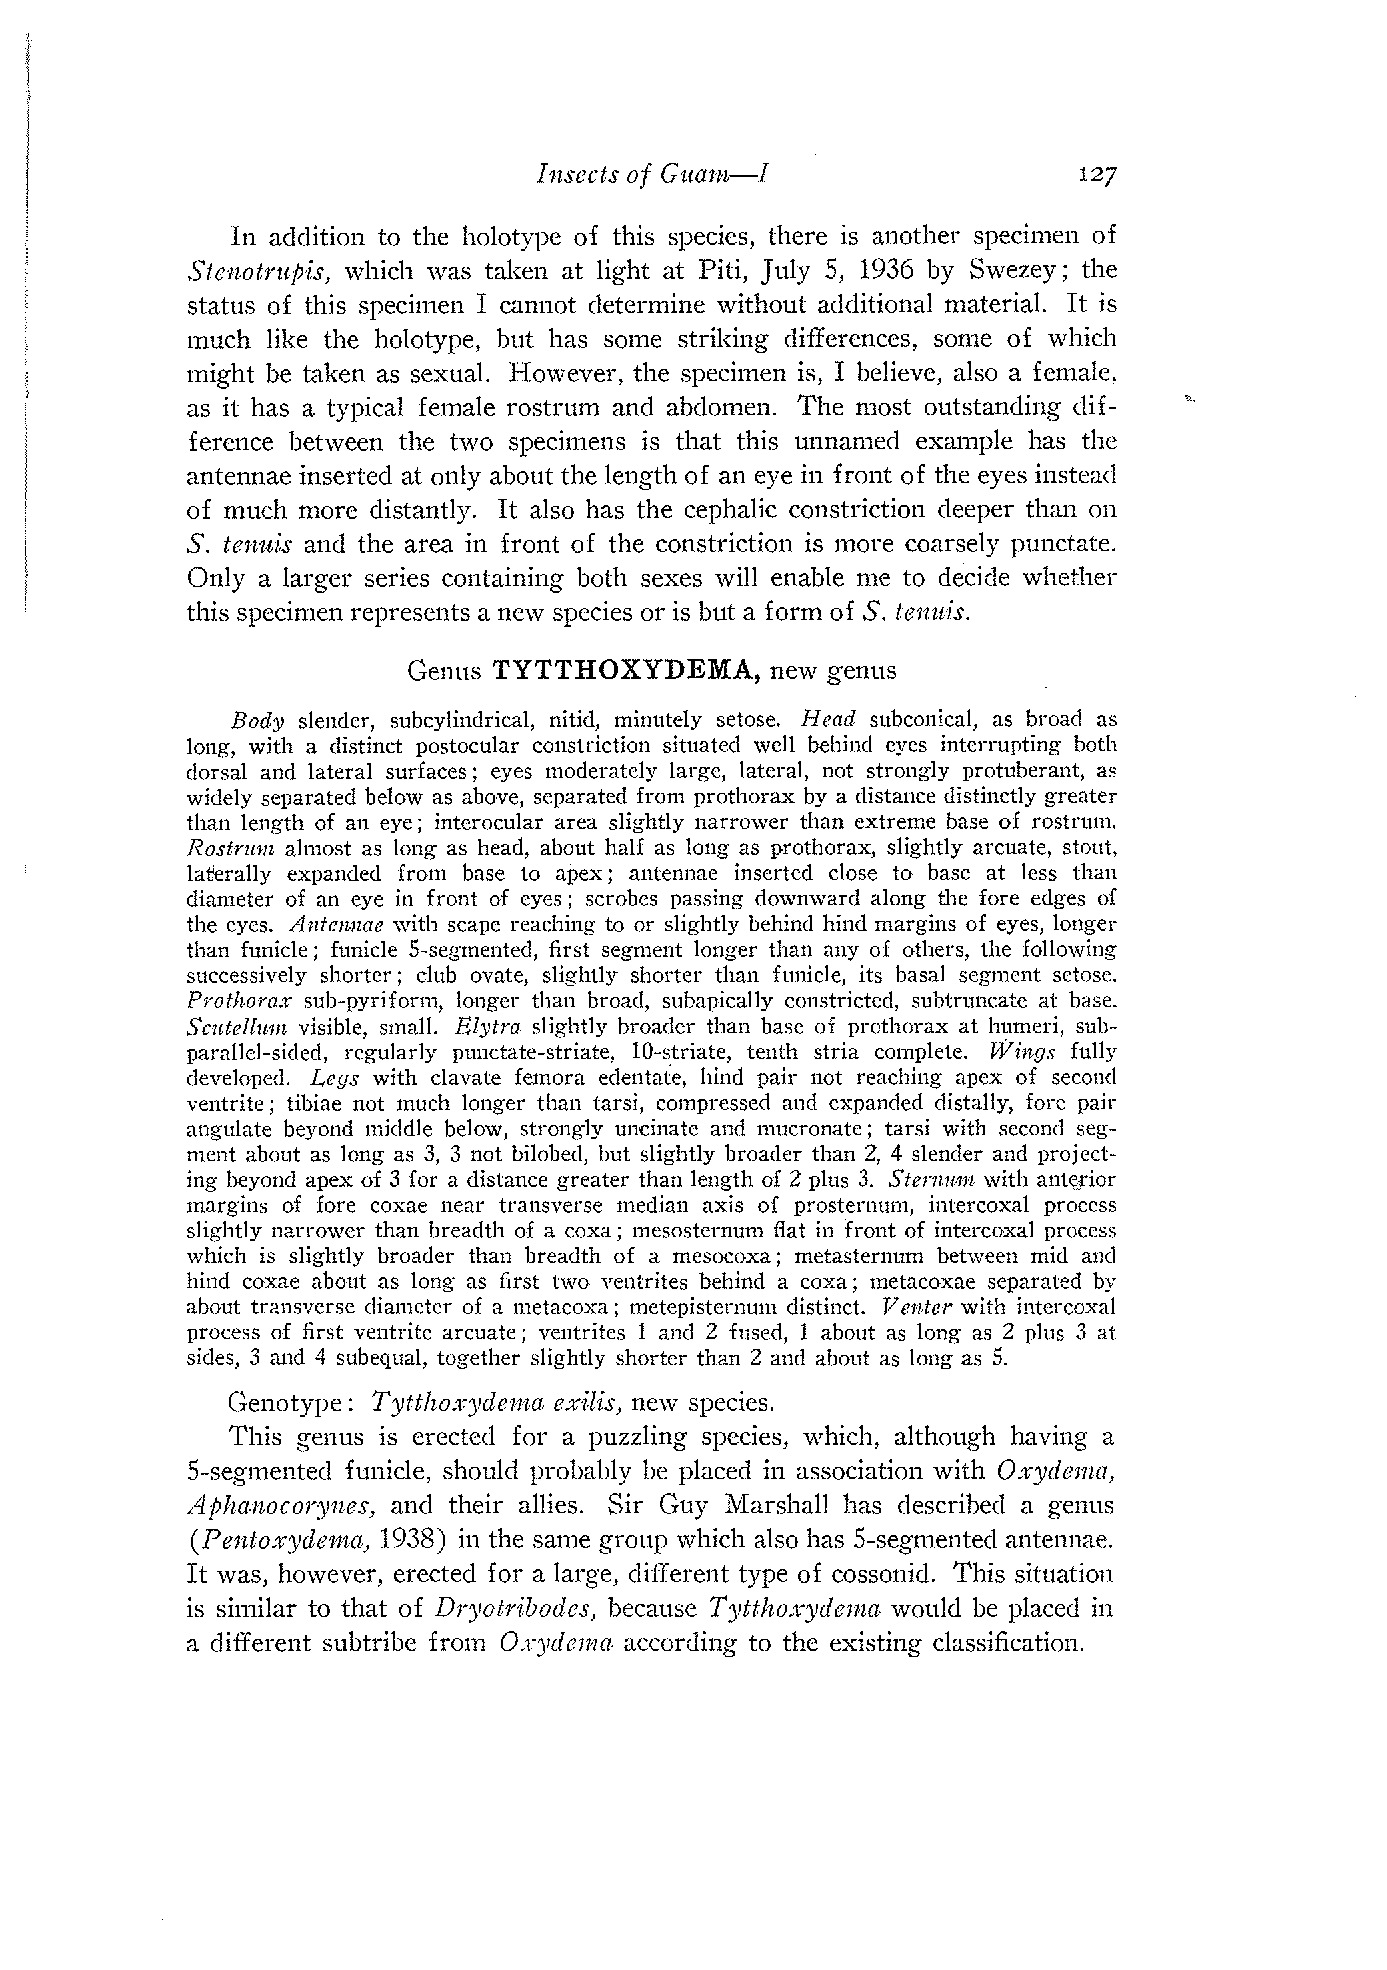 Insects of Guam—I 127
In addition to the holotype of this species, there is another specimen of
Stenotrupis, which was taken at light at Piti, July 5, 1936 by Swezey; the
status of this specimen I cannot determine without additional material. It is
much like the holotype, but has some striking differences, some of which
might be taken as sexual. However, the specimen is, I believe, also a female,
as it has a typical female rostrum and abdomen. The most outstanding dif-
ference between the two specimens is that this unnamed example has the
antennae inserted at only about the length of an eye in front of the eyes instead
of much more distantly. It also has the cephalic constriction deeper than on
S. tenuis and the area in front of the constriction is more coarsely punctate.
Only a larger series containing both sexes will enable me to decide whether
this specimen represents a new species or is but a form of S. tenuis.
Genus TYTTHOXYDEMA, new genus
Body slender, subcylindrical, nitid, minutely setose. Head subconical, as broad as
long, with a distinct postocular constriction situated well behind eyes interrupting both
dorsal and lateral surfaces; eyes moderately large, lateral, not strongly protuberant, as
widely separated below as above, separated from prothorax by a distance distinctly greater
than length of an eye; interocular area slightly narrower than extreme base of rostrum.
Rostrum almost as long as head, about half as long as prothorax, slightly arcuate, stout,
laterally expanded from base to apex; antennae inserted close to base at less than
diameter of an eye in front of eyes; scrobes passing downward along the fore edges of
the eyes. Antennae with scape reaching to or slightly behind hind margins of eyes, longer
than funicle; funicle 5-segmented, first segment longer than any of others, the following
successively shorter; club ovate, slightly shorter than funicle, its basal segment setose.
Prothorax sub-pyriform, longer than broad, subapically constricted, subtruncate at base.
Scutellum visible, small. Elytra slightly broader than base of prothorax at humeri, sub-
parallel-sided, regularly punctate-striate, 10-striate, tenth stria complete. Wings fully
developed. Legs with clavate femora edentate, hind pair not reaching apex of second
ventrite; tibiae not much longer than tarsi, compressed and expanded distally, fore pair
angulate beyond middle below, strongly uncinate and mucronate; tarsi with second seg-
ment about as long as 3, 3 not bilobed, but slightly broader than 2, 4 slender and project-
ing beyond apex of 3 for a distance greater than length of 2 plus 3. Sternum with anterior
margins of fore coxae near transverse median axis of prosternum, intercoxal process
slightly narrower than breadth of a coxa; mesosternum flat in front of intercoxal process
which is slightly broader than breadth of a mesocoxa; metasternum between mid and
hind coxae about as long as first two ventrites behind a coxa; metacoxae separated by
about transverse diameter of a metacoxa; metepisternum distinct. Venter with intercoxal
process of first ventrite arcuate; ventrites 1 and 2 fused, 1 about as long as 2 plus 3 at
sides, 3 and 4 subequal, together slightly shorter than 2 and about as long as 5.
Genotype: Tytthoxydema exilis, new species.
This genus is erected for a puzzling species, which, although having a
5-segmented funicle, should probably be placed in association with Oxydema,
Aphanocorynes, and their allies. Sir Guy Marshall has described a genus
(Pentoxydema, 1938) in the same group which also has 5-segmented antennae.
It was, however, erected for a large, different type of cossonid. This situation
is similar to that of Dryotribodes, because Tytthoxydema would be placed in
a different subtribe from Oxydema according to the existing classification.